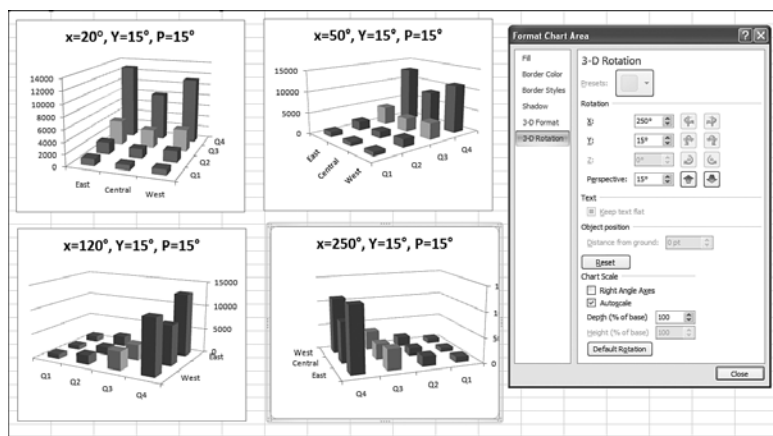 x=20°, Y=15°, P=15°
14000
12000
10000
8000
6000
4000
2000
0
East
Central
West
Q1
Q2
Q3
Q4
x=50°, Y=15°, P=15°
15000
10000
5000
0
East
Central
West
Q1
Q2
Q3
Q4
x=120°, Y=15°, P=15°
15000
10000
5000
0
East
West
Q1
Q2
Q3
Q4
x=250°, Y=15°, P=15°
West
Central
East
Q4
Q3
Q2
Q1
0
Format Chart Area
Fill
Border Color
Border Styles
Shadow
3-D Format
3-D Rotation
3-D Rotation
Presets:
Rotation
X: 250°
Y: 15°
Z: 0°
Perspective: 15°
Text
Keep text flat
Object position
Distance from ground: 0 pt
Reset
Chart Scale
Right Angle Axes
Autoscale
Depth (% of base) 100
Height (% of base) 100
Default Rotation
Close